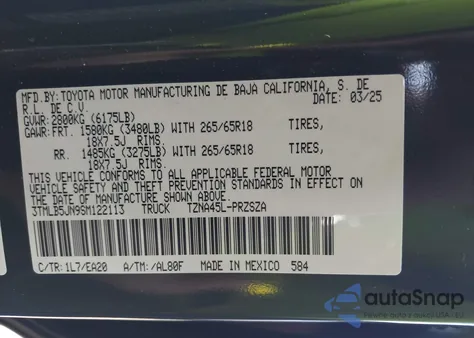 MFD.BY:TOYOTA MOTOR MANUFACTURING DE BAJA CALIFORNIA, S. DE
R.L. DE C.V. DATE: 03/25
GVWR:2800KG (6175LB)
GAWR:FRT. 1580KG (3480LB) WITH 265/65R18 TIRES,
18X7.5J RIMS.
RR. 1485KG (3275LB) WITH 265/65R18 TIRES,
18X7.5J RIMS.
THIS VEHICLE CONFORMS TO ALL APPLICABLE FEDERAL MOTOR
VEHICLE SAFETY AND THEFT PREVENTION STANDARDS IN EFFECT
ON THE DATE OF MANUFACTURE SHOWN ABOVE.
3TMLB5JN9SM122113 TRUCK TZNA45L-PRZSZA
C/TR:1L7/EA20 A/TM:/AL80F MADE IN MEXICO 584
autoSnap